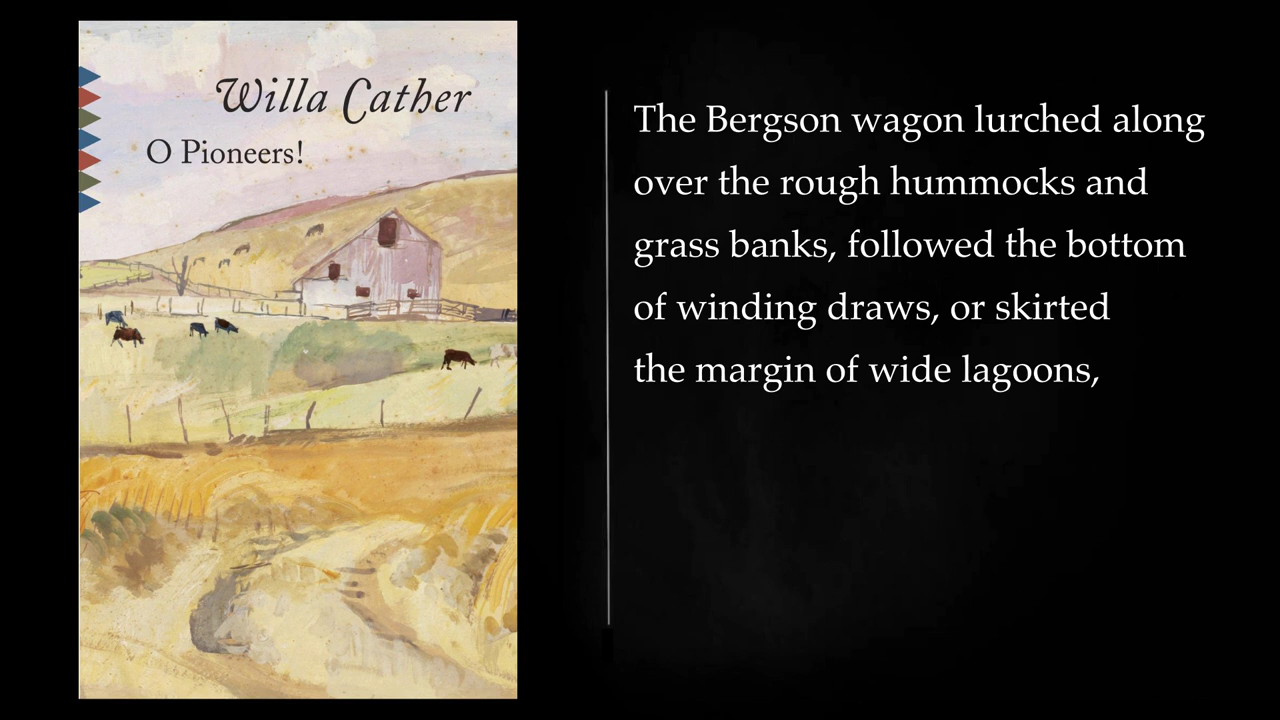 Willa Cather
O Pioneers!
The Bergson wagon lurched along
over the rough hummocks and
grass banks, followed the bottom
of winding draws, or skirted
the margin of wide lagoons,